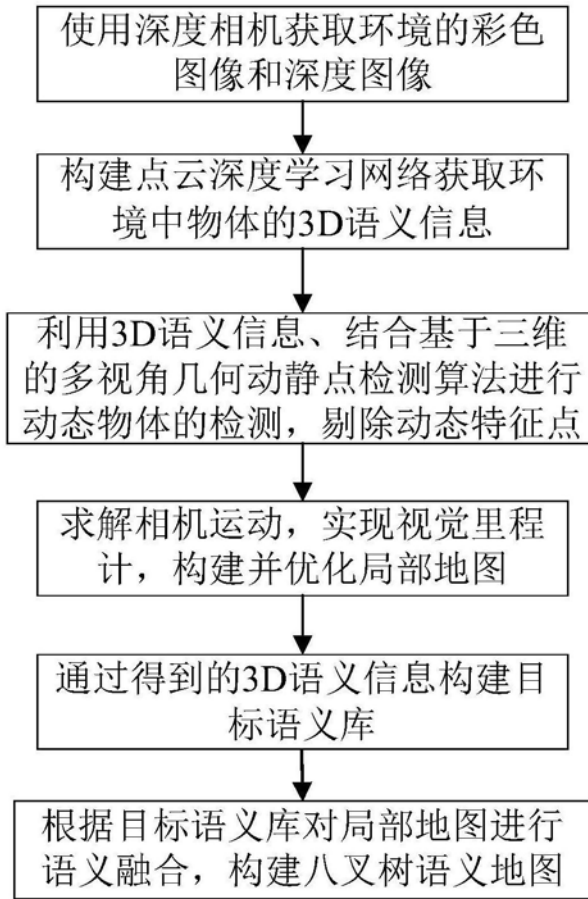 使用深度相机获取环境的彩色
图像和深度图像
构建点云深度学习网络获取环
境中物体的3D语义信息
利用3D语义信息、结合基于三维
的多视角几何动静点检测算法进行
动态物体的检测，剔除动态特征点
求解相机运动，实现视觉里程
计，构建并优化局部地图
通过得到的3D语义信息构建目
标语义库
根据目标语义库对局部地图进行
语义融合，构建八叉树语义地图